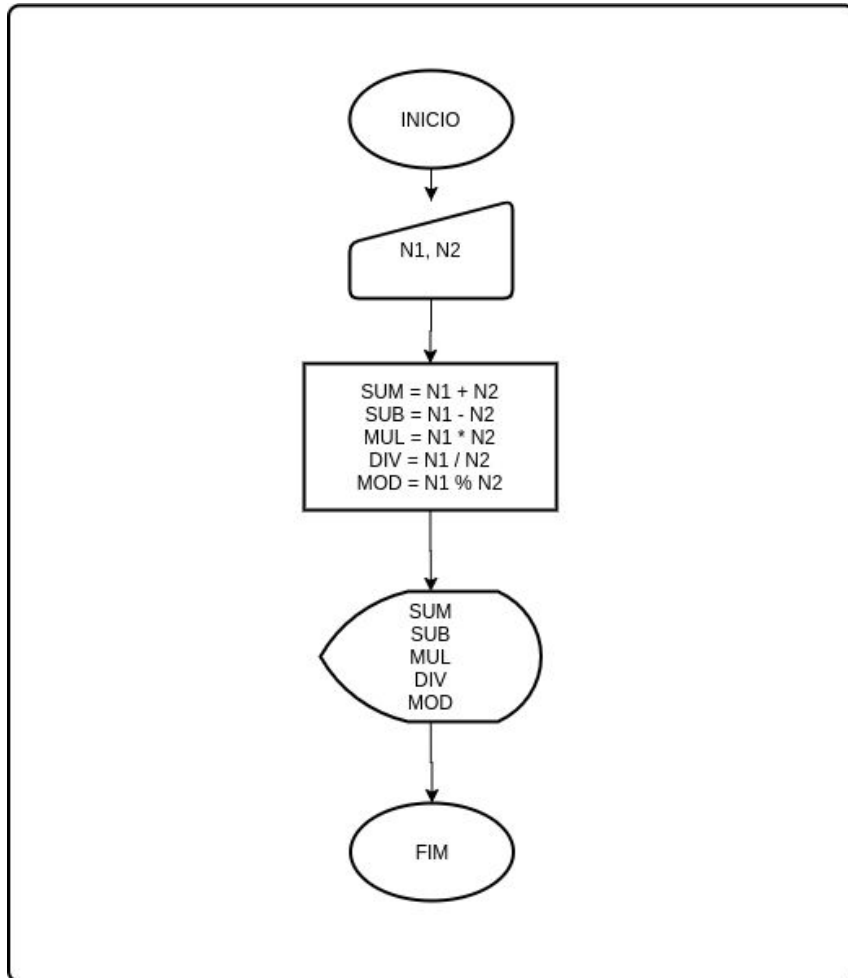 INICIO
N1, N2
SUM = N1 + N2
SUB = N1 - N2
MUL = N1 * N2
DIV = N1 / N2
MOD = N1 % N2
SUM
SUB
MUL
DIV
MOD
FIM